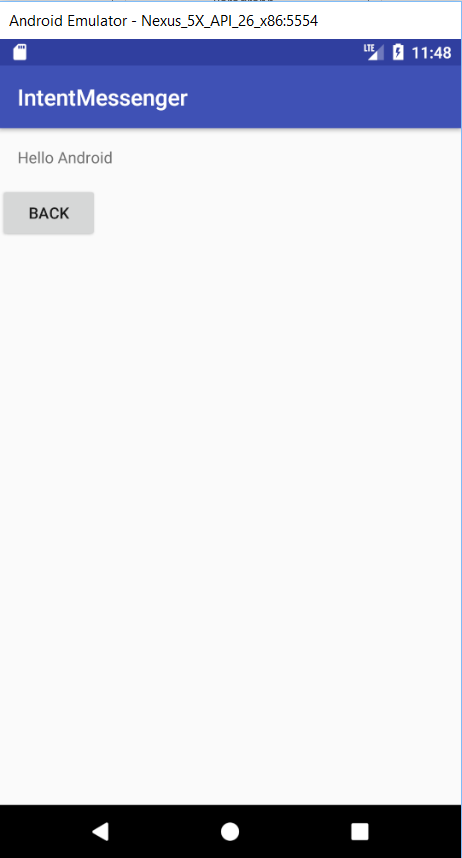 Android Emulator - Nexus_5X_API_26_x86:5554
LTE 11:48
IntentMessenger
Hello Android
BACK